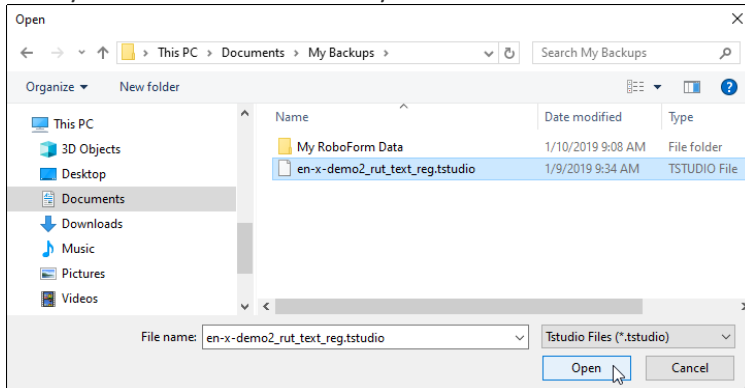 Open
This PC > Documents > My Backups >
Search My Backups
Organize
New folder
Name
Date modified
Type
This PC
3D Objects
Desktop
Documents
Downloads
Music
Pictures
Videos
My RoboForm Data
1/10/2019 9:08 AM
File folder
en-x-demo2_rut_text_reg.tstudio
1/9/2019 9:34 AM
TSTUDIO File
File name:
en-x-demo2_rut_text_reg.tstudio
Tstudio Files (*.tstudio)
Open
Cancel